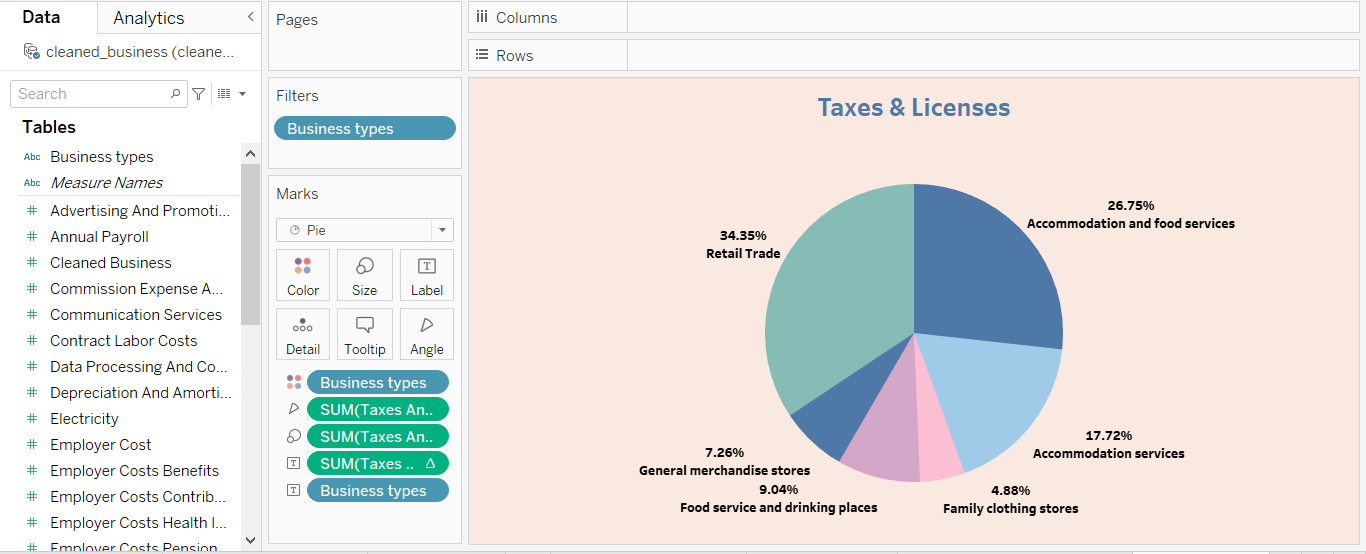 Data
Analytics
cleaned_business (cleane...
Search
Tables
Abc Business types
Abc Measure Names
# Advertising And Promoti...
# Annual Payroll
# Cleaned Business
# Commission Expense A...
# Communication Services
# Contract Labor Costs
# Data Processing And Co...
# Depreciation And Amorti...
# Electricity
# Employer Cost
# Employer Costs Benefits
# Employer Costs Contrib...
# Employer Costs Health I...
# Employer Costs Pension
Pages
Filters
Business types
Marks
Pie
Color
Size
T
Label
Detail
Tooltip
Angle
Business types
SUM(Taxes An..
SUM(Taxes An..
T SUM(Taxes .. Δ
T Business types
Columns
Rows
Taxes & Licenses
26.75%
Accommodation and food services
34.35%
Retail Trade
17.72%
Accommodation services
7.26%
General merchandise stores
9.04%
Food service and drinking places
4.88%
Family clothing stores